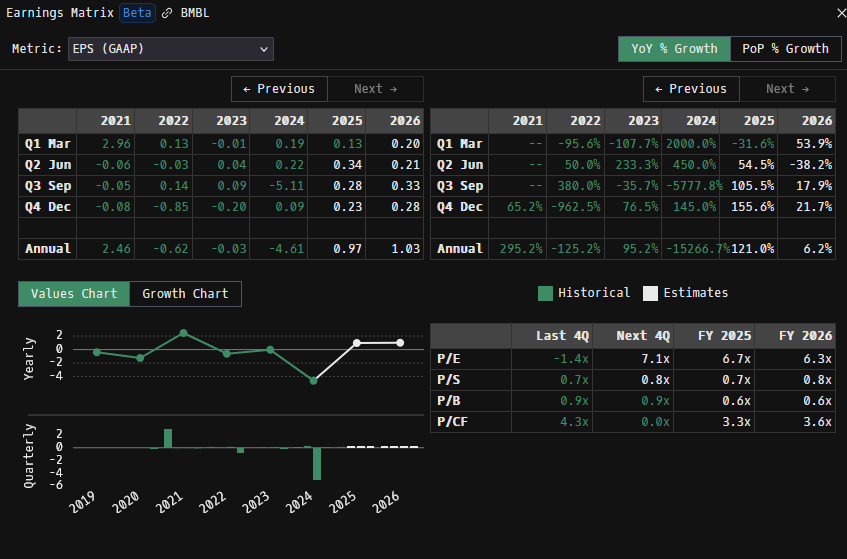 Earnings Matrix Beta BMBL
Metric: EPS (GAAP) YoY % Growth PoP % Growth
← Previous Next → ← Previous Next →
2021 2022 2023 2024 2025 2026 2021 2022 2023 2024 2025 2026
Q1 Mar 2.96 0.13 -0.01 0.19 0.13 0.20 Q1 Mar -- -95.6% -107.7% 2000.0% -31.6% 53.9%
Q2 Jun -0.06 -0.03 0.04 0.22 0.34 0.21 Q2 Jun -- 50.0% 233.3% 450.0% 54.5% -38.2%
Q3 Sep -0.05 0.14 0.09 -5.11 0.28 0.33 Q3 Sep -- 380.0% -35.7% -5777.8% 105.5% 17.9%
Q4 Dec -0.08 -0.85 -0.20 0.09 0.23 0.28 Q4 Dec 65.2% -962.5% 76.5% 145.0% 155.6% 21.7%
Annual 2.46 -0.62 -0.03 -4.61 0.97 1.03 Annual 295.2% -125.2% 95.2% -15266.7% 121.0% 6.2%
Values Chart Growth Chart Historical Estimates
Yearly
2
0
-2
-4
Last 4Q Next 4Q FY 2025 FY 2026
P/E -1.4x 7.1x 6.7x 6.3x
P/S 0.7x 0.8x 0.7x 0.8x
P/B 0.9x 0.9x 0.6x 0.6x
P/CF 4.3x 0.0x 3.3x 3.6x
Quarterly
2
0
-2
-4
-6
2019 2020 2021 2022 2023 2024 2025 2026